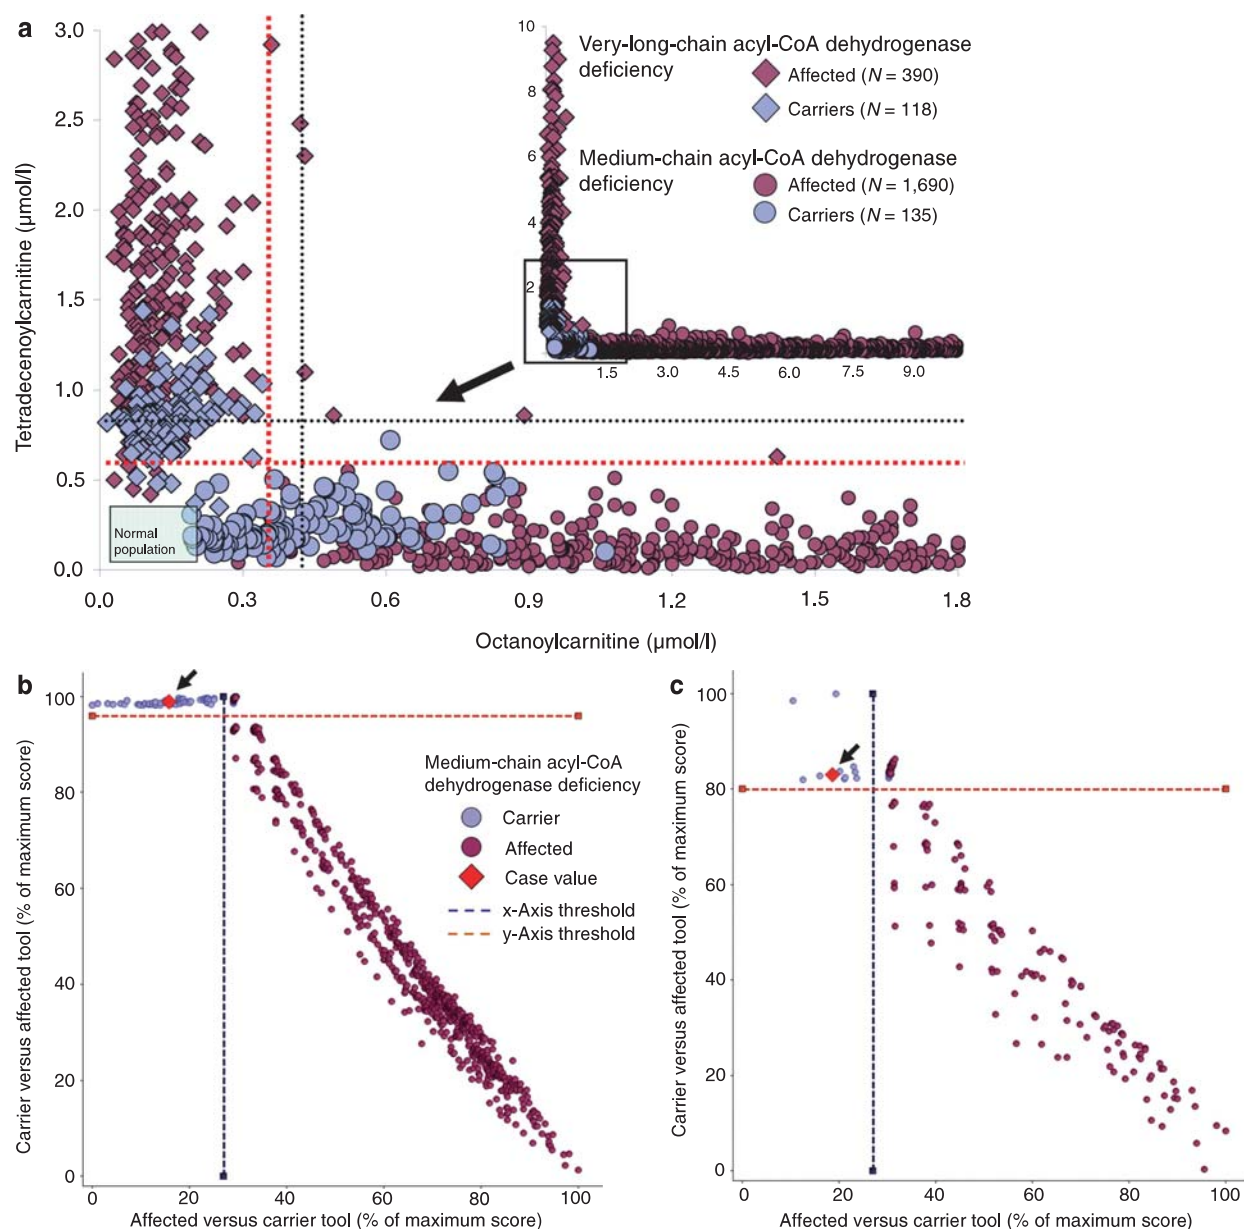 a
3.0
2.5
2.0
1.5
1.0
0.5
0.0
Tetradecenoylcarnitine (µmol/l)
0.0 0.3 0.6 0.9 1.2 1.5 1.8
Octanoylcarnitine (µmol/l)
Normal
population
10
8
6
4
2
1.5 3.0 4.5 6.0 7.5 9.0
Very-long-chain acyl-CoA dehydrogenase
deficiency
Affected (N = 390)
Carriers (N = 118)
Medium-chain acyl-CoA dehydrogenase
deficiency
Affected (N = 1,690)
Carriers (N = 135)
b
100
80
60
40
20
0
Carrier versus affected tool (% of maximum score)
0 20 40 60 80 100
Affected versus carrier tool (% of maximum score)
Medium-chain acyl-CoA
dehydrogenase deficiency
Carrier
Affected
Case value
x-Axis threshold
y-Axis threshold
c
100
80
60
40
20
0
Carrier versus affected tool (% of maximum score)
0 20 40 60 80 100
Affected versus carrier tool (% of maximum score)